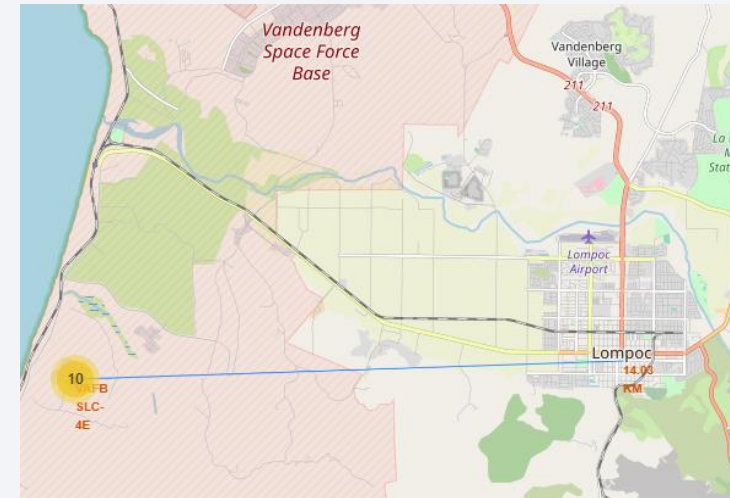 Vandenberg
Space Force
Base
Vandenberg
Village
211
211
La
M
Stat
Lompoc
Airport
Lompoc
14.03
KM
10
VAFB
SLC-
4E